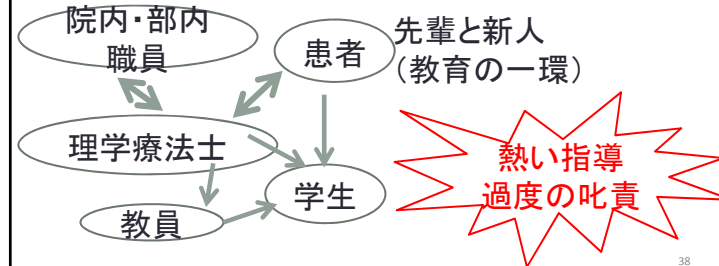 院内・部内
職員
患者
先輩と新人
(教育の一環)
理学療法士
学生
教員
熱い指導
過度の叱責
38